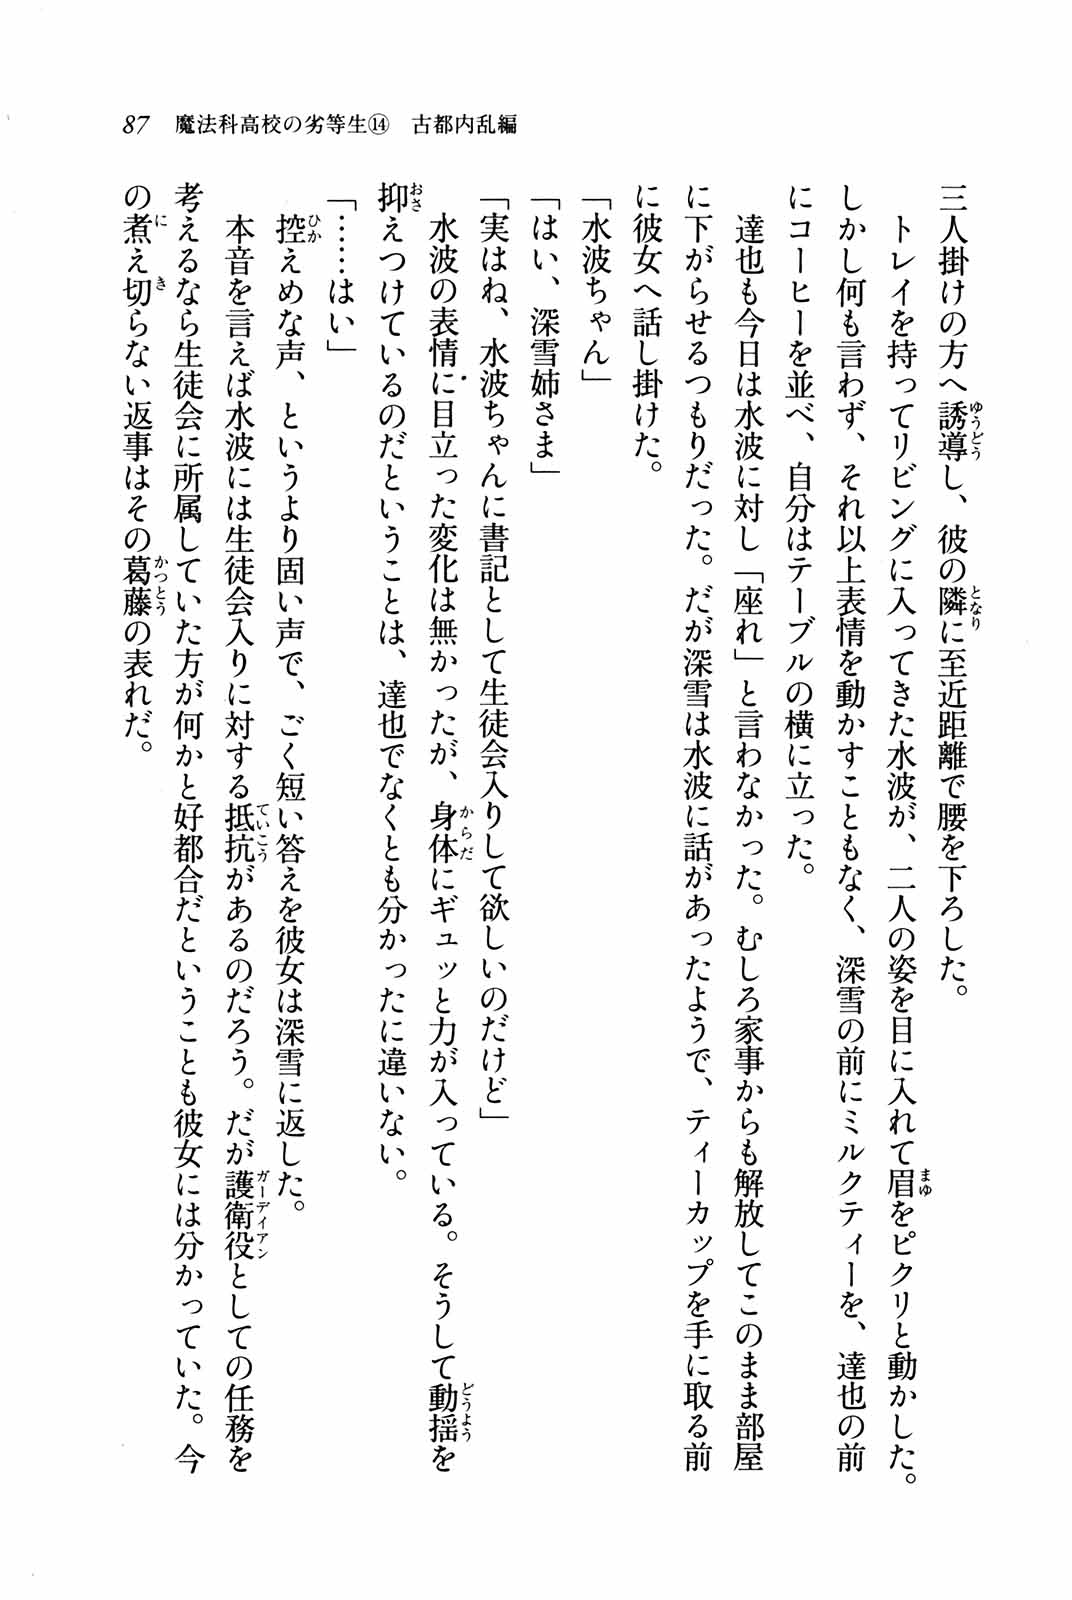 87 魔法科高校の劣等生⑭ 古都内乱編
三人掛けの方へ誘導し、彼の隣に至近距離で腰を下ろした。
トレイを持ってリビングに入ってきた水波が、二人の姿を目に入れて眉をピクリと動かした。
しかし何も言わず、それ以上表情を動かすこともなく、深雪の前にミルクティーを、達也の前
にコーヒーを並べ、自分はテーブルの横に立った。
達也も今日は水波に対し「座れ」と言わなかった。むしろ家事からも解放してこのまま部屋
に下がらせるつもりだった。だが深雪は水波に話があったようで、ティーカップを手に取る前
に彼女へ話し掛けた。
「水波ちゃん」
「はい、深雪姉さま」
「実はね、水波ちゃんに書記として生徒会入りして欲しいのだけど」
水波の表情に目立った変化は無かったが、身体にギュッと力が入っている。そうして動揺を
抑えつけているのだということは、達也でなくとも分かったに違いない。
「……はい」
控えめな声、というより固い声で、ごく短い答えを彼女は深雪に返した。
本音を言えば水波には生徒会入りに対する抵抗があるのだろう。だが護衛役としての任務を
考えるなら生徒会に所属していた方が何かと好都合だということも彼女には分かっていた。今
の煮え切らない返事はその葛藤の表れだ。